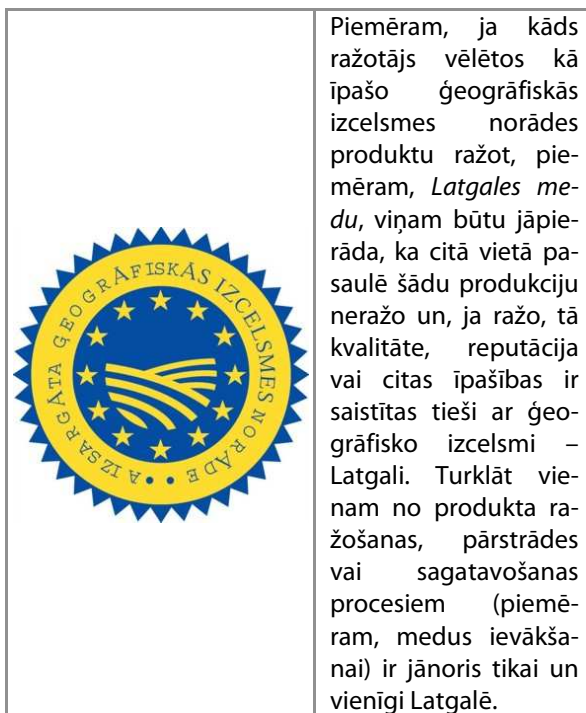 AIZSARGĀTA ĢEOGRĀFISKĀS IZCELSMES NORĀDE
Piemēram, ja kāds
ražotājs vēlētos kā
īpašo ģeogrāfiskās
izcelsmes norādes
produktu ražot, pie-
mēram, Latgales me-
du, viņam būtu jāpie-
rāda, ka citā vietā pa-
saulē šādu produkciju
neražo un, ja ražo, tā
kvalitāte, reputācija
vai citas īpašības ir
saistītas tieši ar ģeo-
grāfisko izcelsmi –
Latgali. Turklāt vie-
nam no produkta ra-
žošanas, pārstrādes
vai sagatavošanas
procesiem (piemē-
ram, medus ievākša-
nai) ir jānoris tikai un
vienīgi Latgalē.